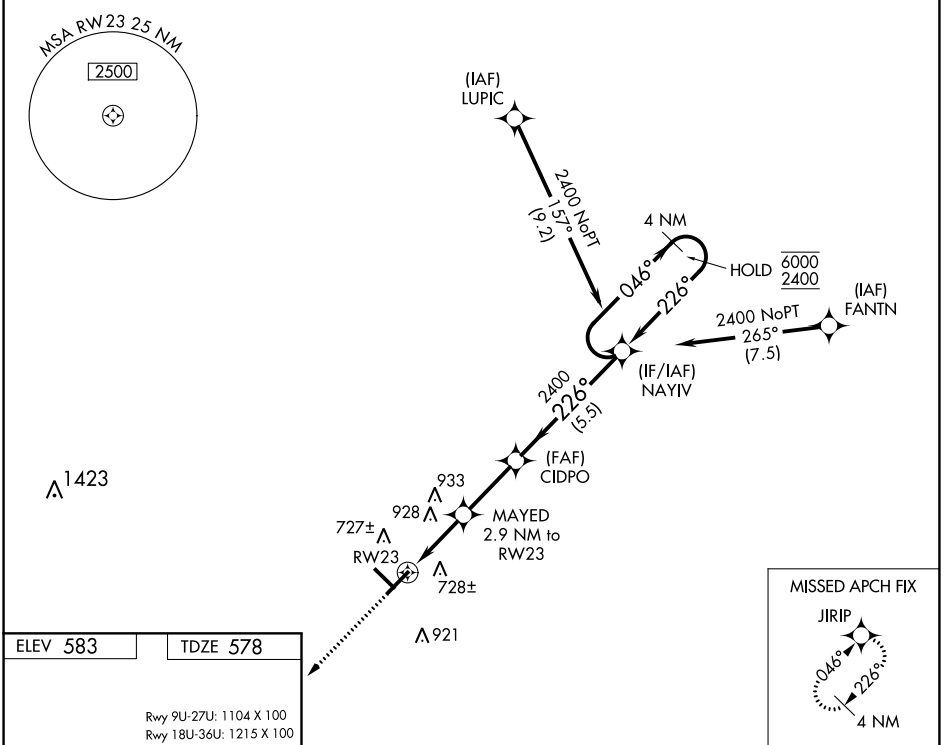 MSA RW23 25 NM
2500
(IAF)
LUPIC
2400 NoPT
157°
(9.2)
4 NM
HOLD
6000
2400
046°
226°
(IAF)
FANTN
2400 NoPT
265°
(7.5)
(IF/IAF)
NAYIV
2400
226°
(5.5)
(FAF)
CIDPO
1423
933
928
MAYED
2.9 NM to
RW23
727±
RW23
728±
921
MISSED APCH FIX
JIRIP
046°
226°
4 NM
ELEV 583
TDZE 578
Rwy 9U-27U: 1104 X 100
Rwy 18U-36U: 1215 X 100